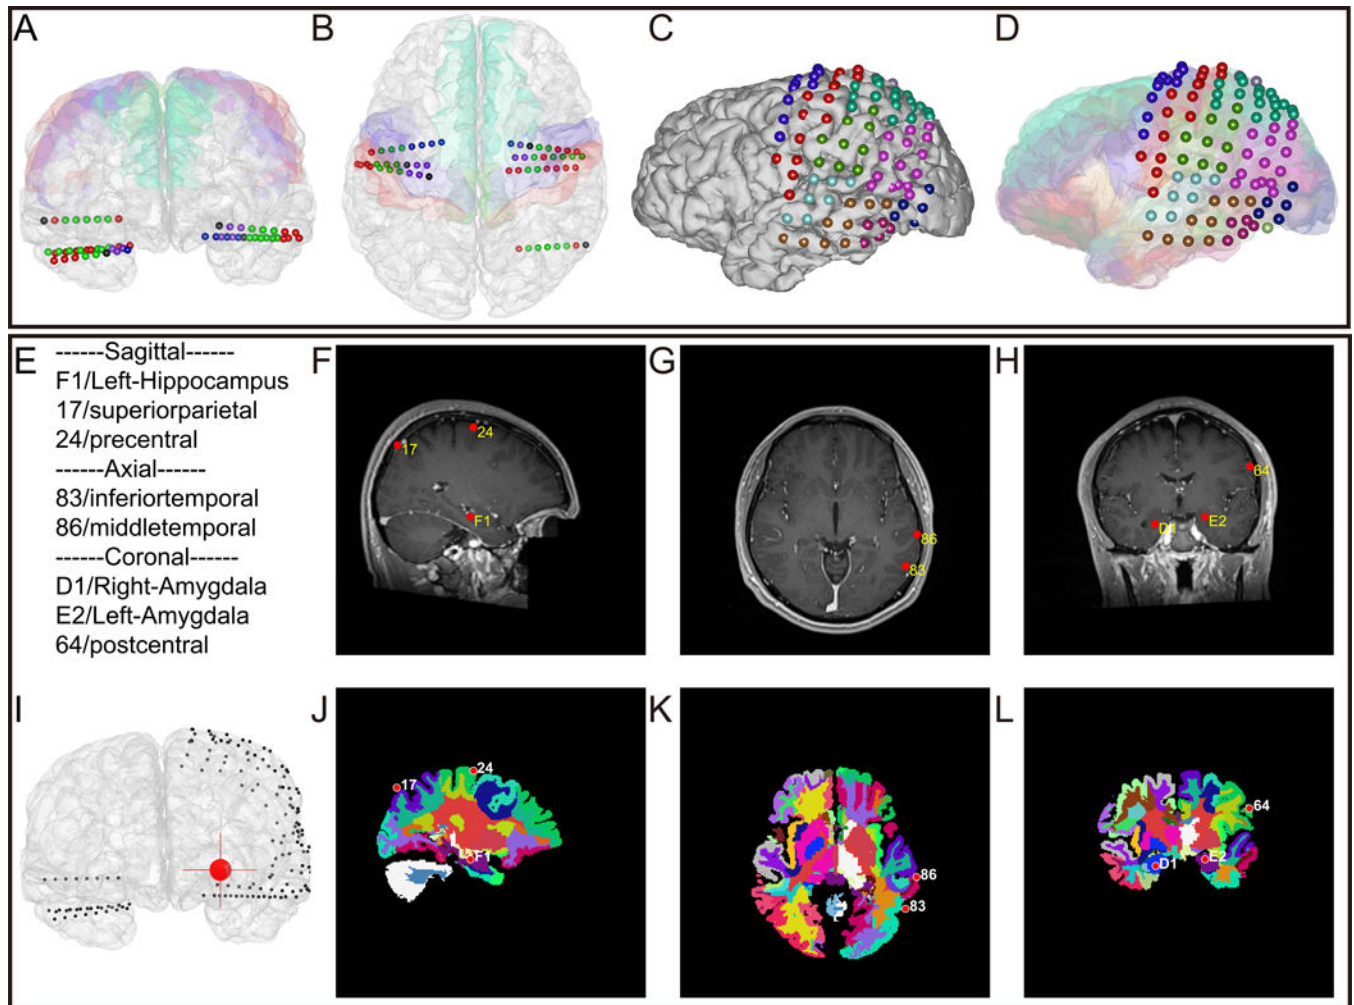 A
B
C
D
E
------Sagittal------
F1/Left-Hippocampus
17/superiorparietal
24/precentral
------Axial------
83/inferiortemporal
86/middletemporal
------Coronal------
D1/Right-Amygdala
E2/Left-Amygdala
64/postcentral
F
24
17
F1
G
86
83
H
64
E2
D1
I
J
24
17
F1
K
86
83
L
64
E2
D1